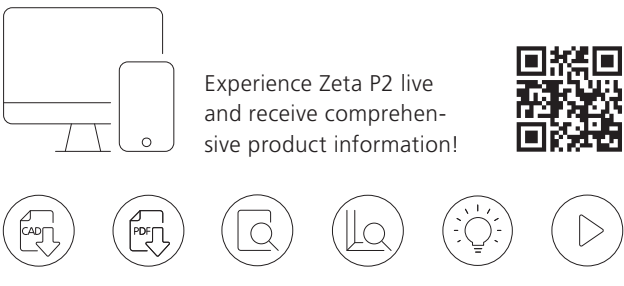 Experience Zeta P2 live
and receive comprehen-
sive product information!
CAD
PDF